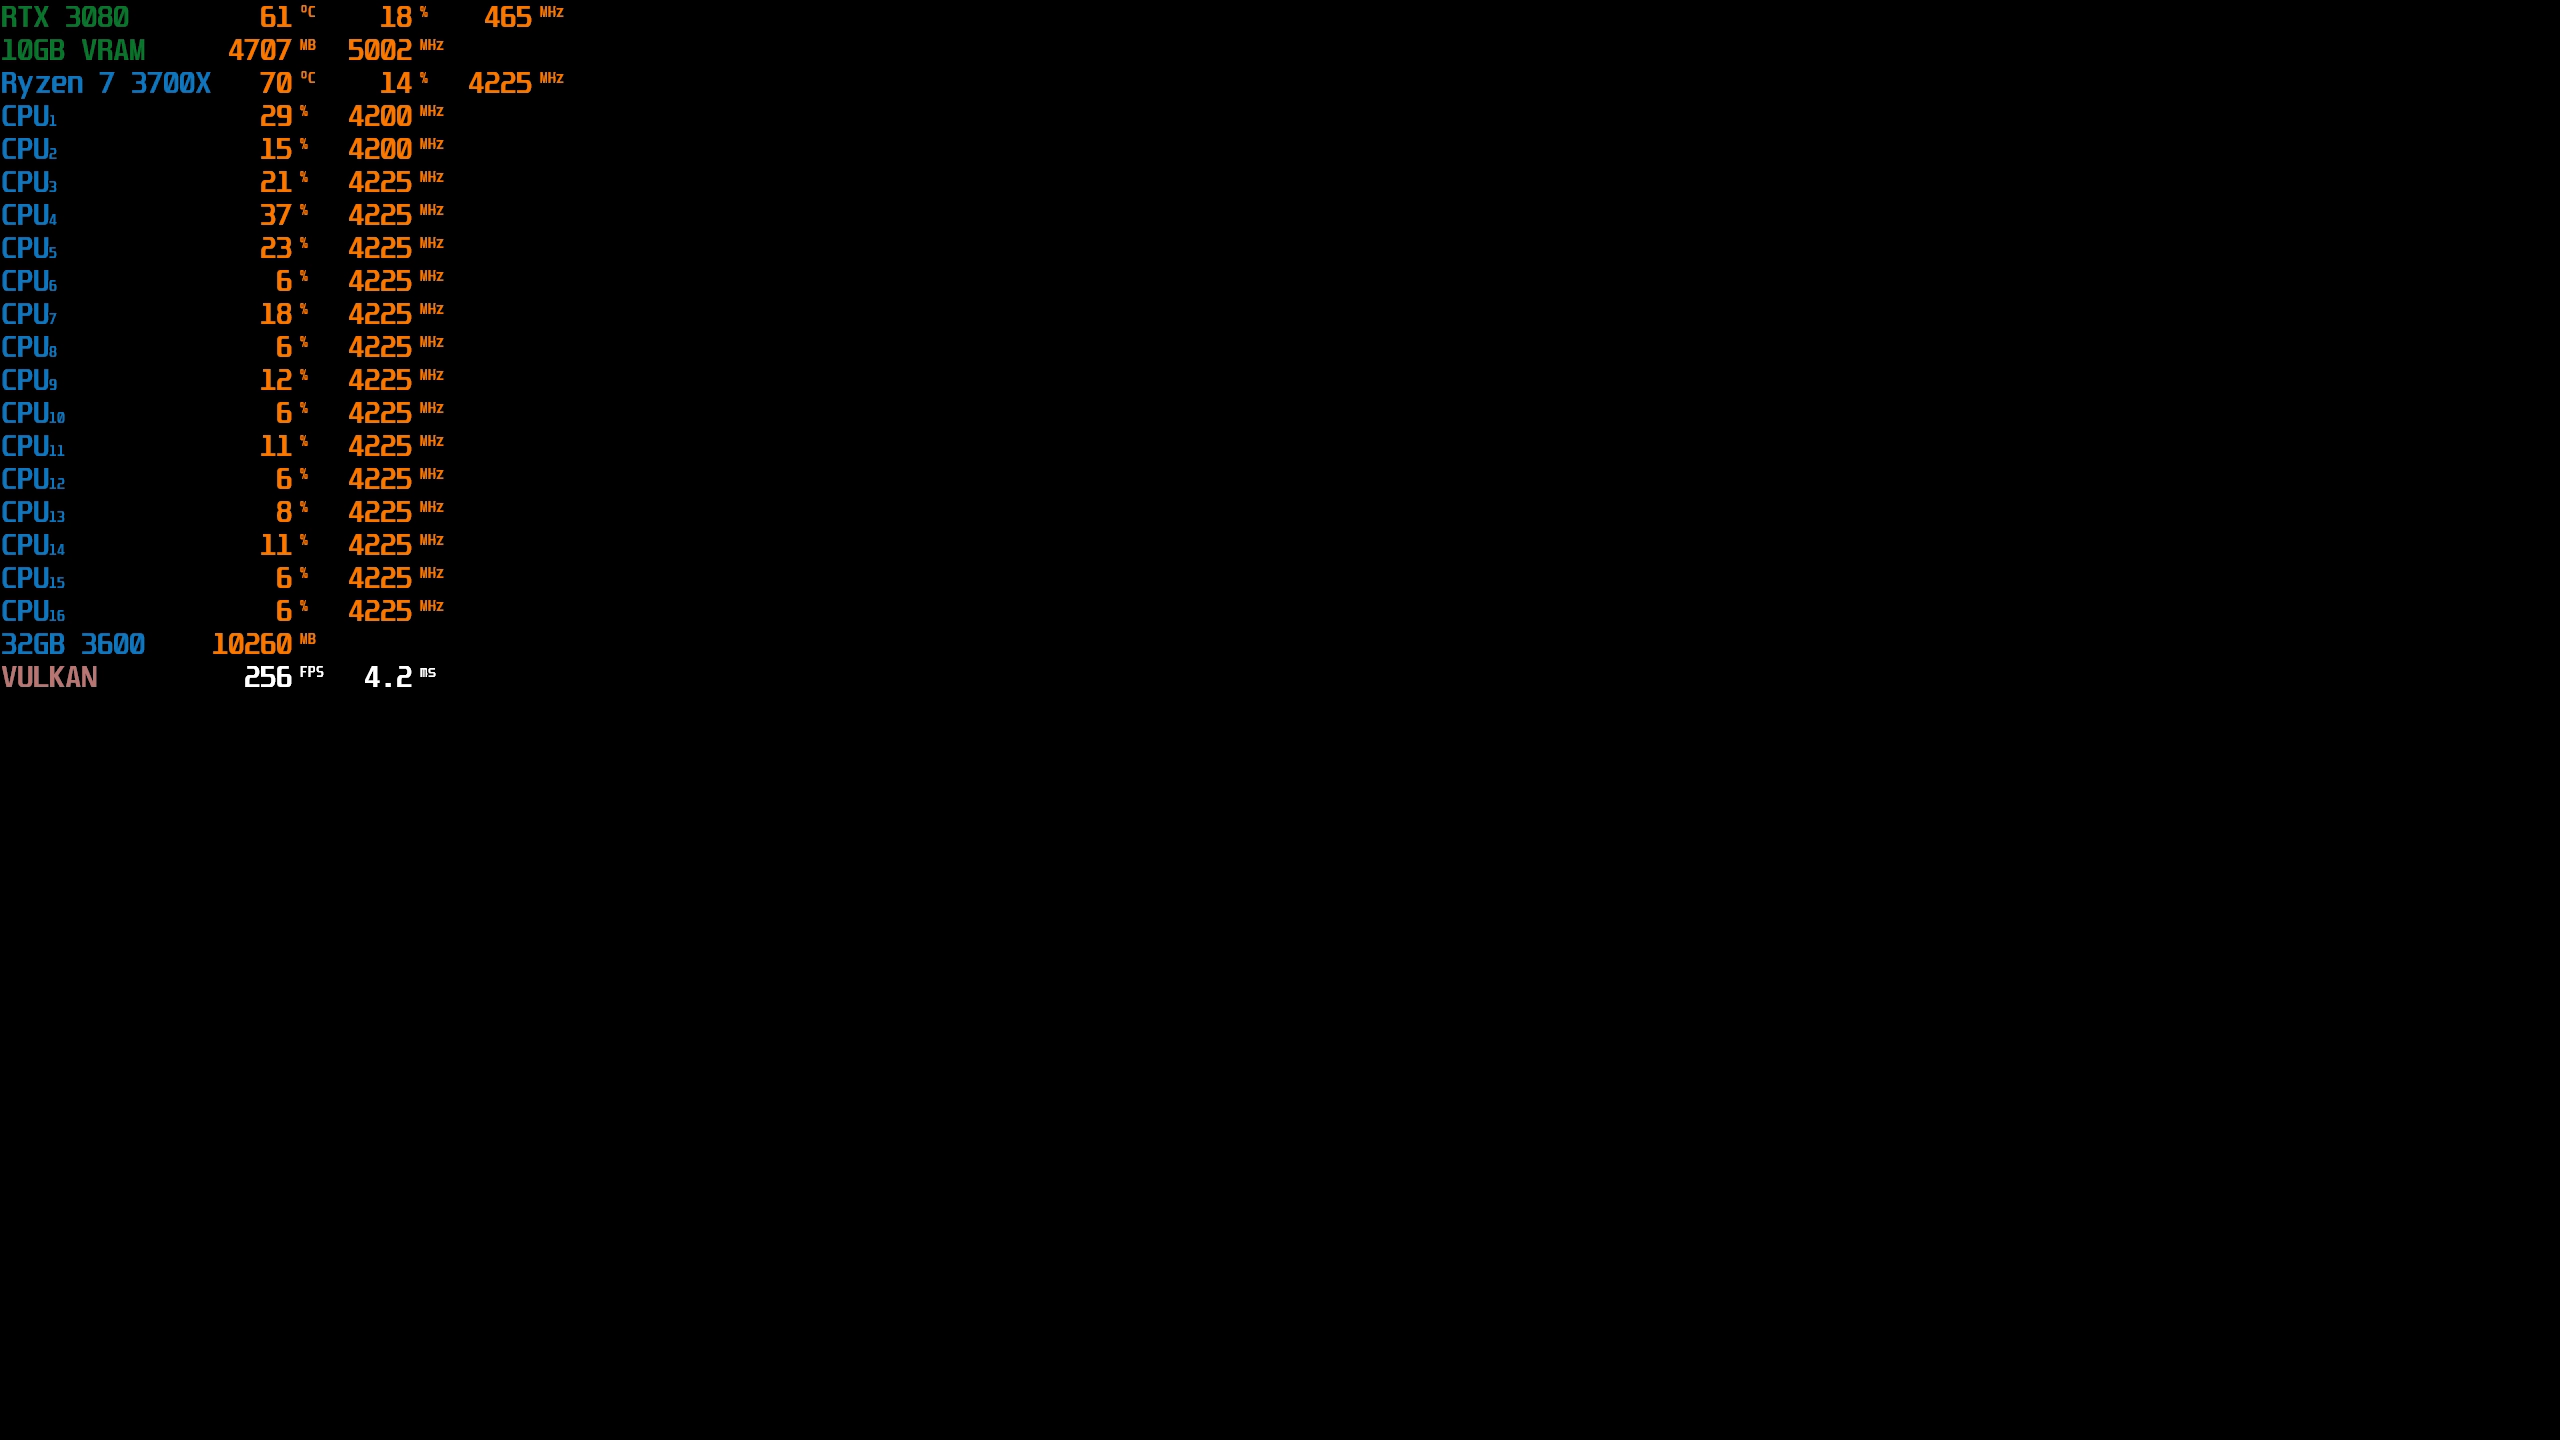 RTX 3080 61 °C 18 % 465 MHz
10GB VRAM 4707 MB 5002 MHz
Ryzen 7 3700X 70 °C 14 % 4225 MHz
CPU1 29 % 4200 MHz
CPU2 15 % 4200 MHz
CPU3 21 % 4225 MHz
CPU4 37 % 4225 MHz
CPU5 23 % 4225 MHz
CPU6 6 % 4225 MHz
CPU7 18 % 4225 MHz
CPU8 6 % 4225 MHz
CPU9 12 % 4225 MHz
CPU10 6 % 4225 MHz
CPU11 11 % 4225 MHz
CPU12 6 % 4225 MHz
CPU13 8 % 4225 MHz
CPU14 11 % 4225 MHz
CPU15 6 % 4225 MHz
CPU16 6 % 4225 MHz
32GB 3600 10260 MB
VULKAN 256 FPS 4.2 ms